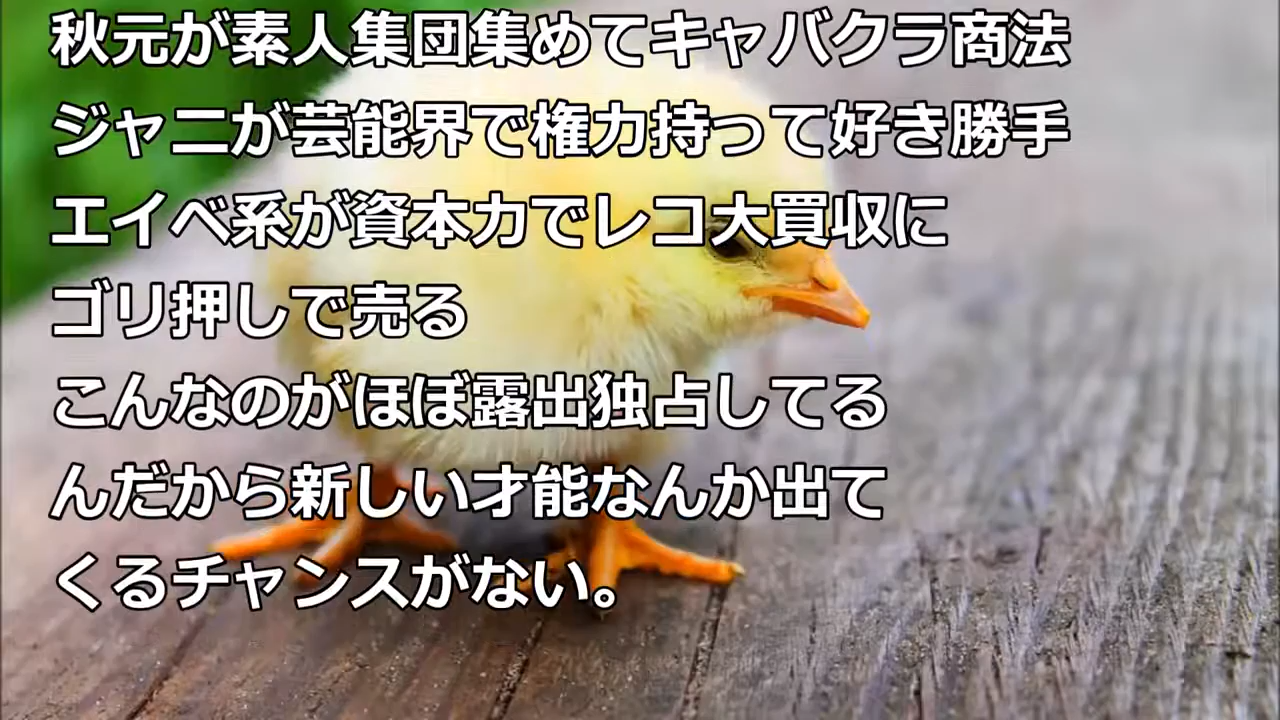 秋元が素人集団集めてキャバクラ商法
ジャニが芸能界で権力持って好き勝手
エイベ系が資本力でレコ大買収に
ゴリ押しで売る
こんなのがほぼ露出独占してる
んだから新しい才能なんか出て
くるチャンスがない。